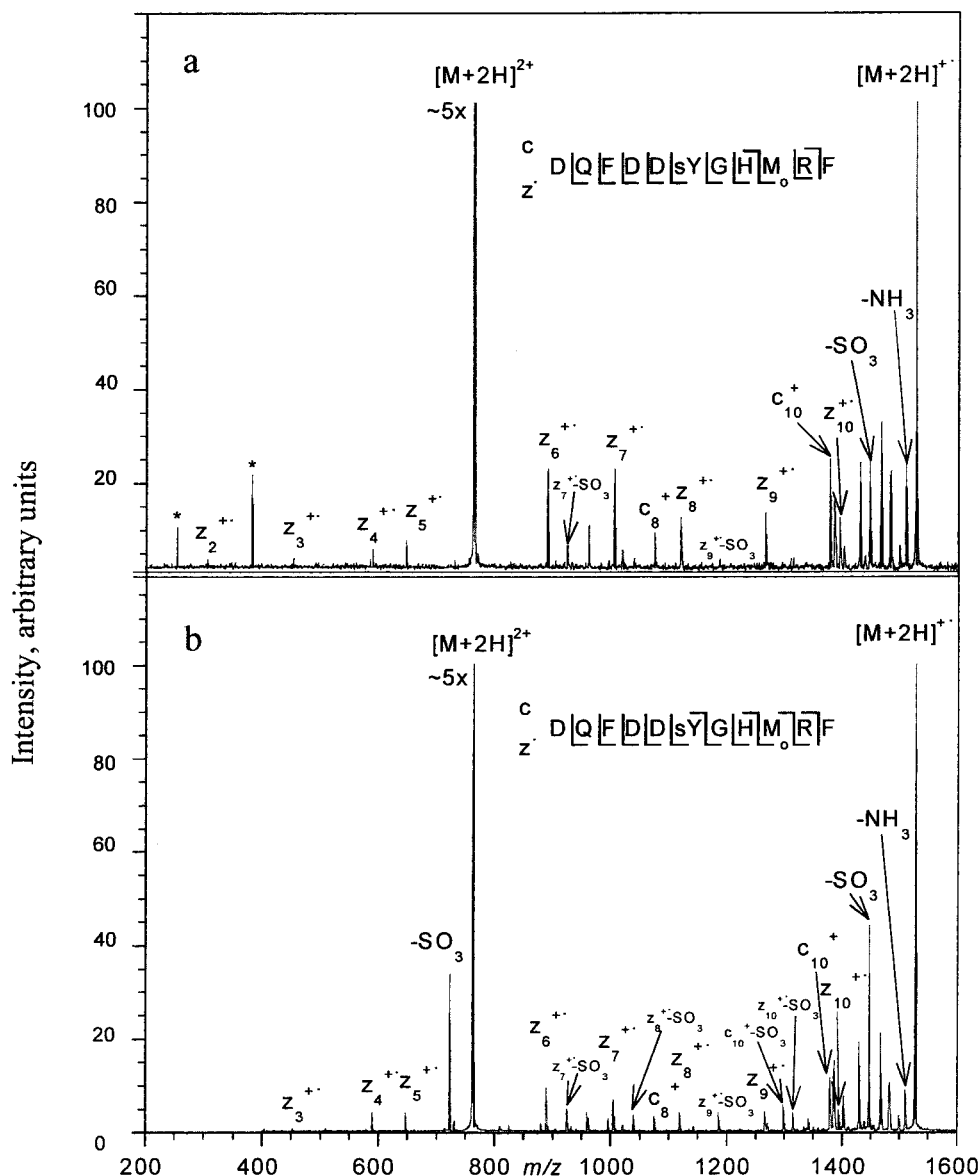 Intensity, arbitrary units
a
[M+2H]²⁺
~5x
[M+2H]⁺˙
c
z˙
DQFDDsYGHMₒRF
-NH₃
-SO₃
c₁₀⁺
z₁₀⁺˙
*
z₂⁺˙
*
z₃⁺˙
z₄⁺˙
z₅⁺˙
z₆⁺˙
z₇⁺˙-SO₃
z₇⁺˙
c₈⁺
z₈⁺˙
z₉⁺˙-SO₃
z₉⁺˙
100
80
60
40
20
b
[M+2H]²⁺
~5x
[M+2H]⁺˙
c
z˙
DQFDDsYGHMₒRF
-NH₃
-SO₃
-SO₃
c₁₀⁺
z₁₀⁺˙
z₁₀⁺˙-SO₃
c₁₀⁺-SO₃
z₃⁺˙
z₄⁺˙
z₅⁺˙
z₆⁺˙
z₇⁺˙-SO₃
z₇⁺˙
z₈⁺˙-SO₃
c₈⁺
z₈⁺˙
z₉⁺˙-SO₃
z₉⁺˙
100
80
60
40
20
0
200 400 600 800 m/z 1000 1200 1400 1600